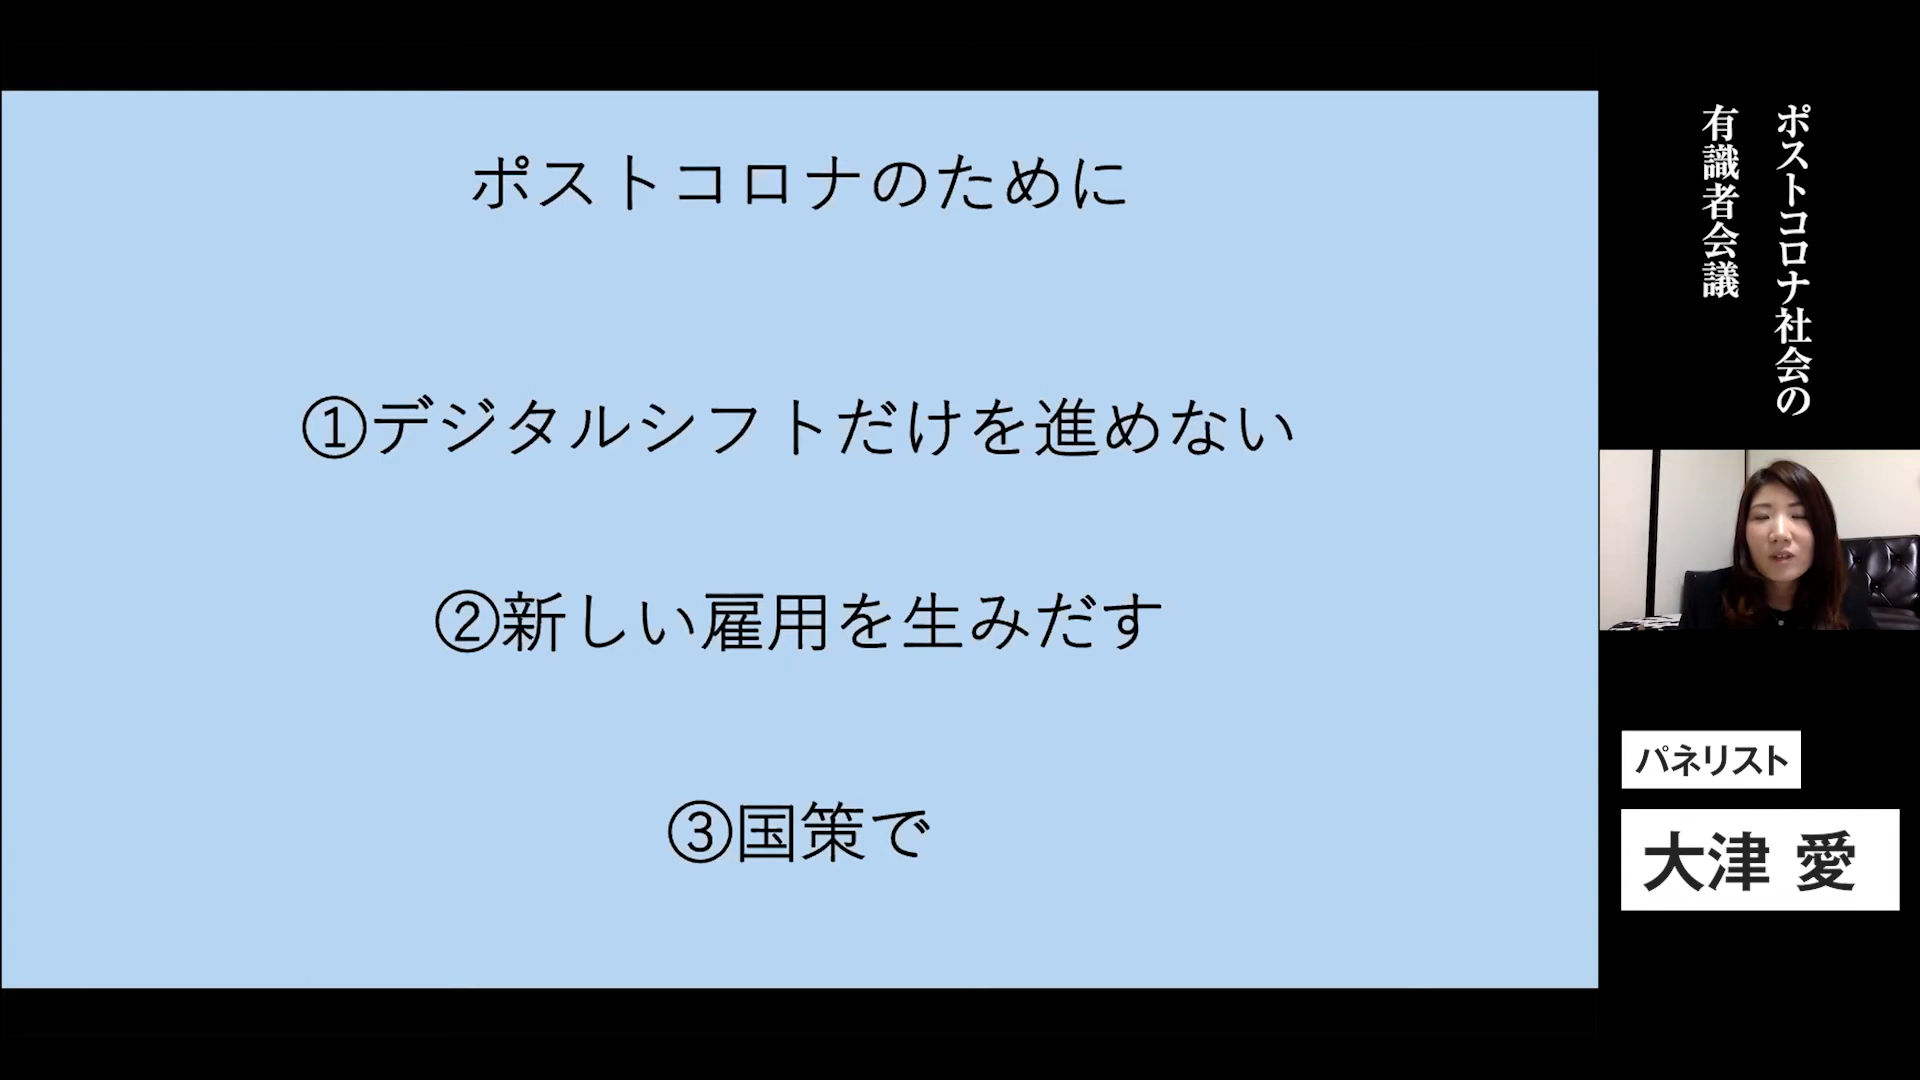 ポストコロナのために
①デジタルシフトだけを進めない
②新しい雇用を生みだす
③国策で
ポストコロナ社会の
有識者会議
パネリスト
大津 愛